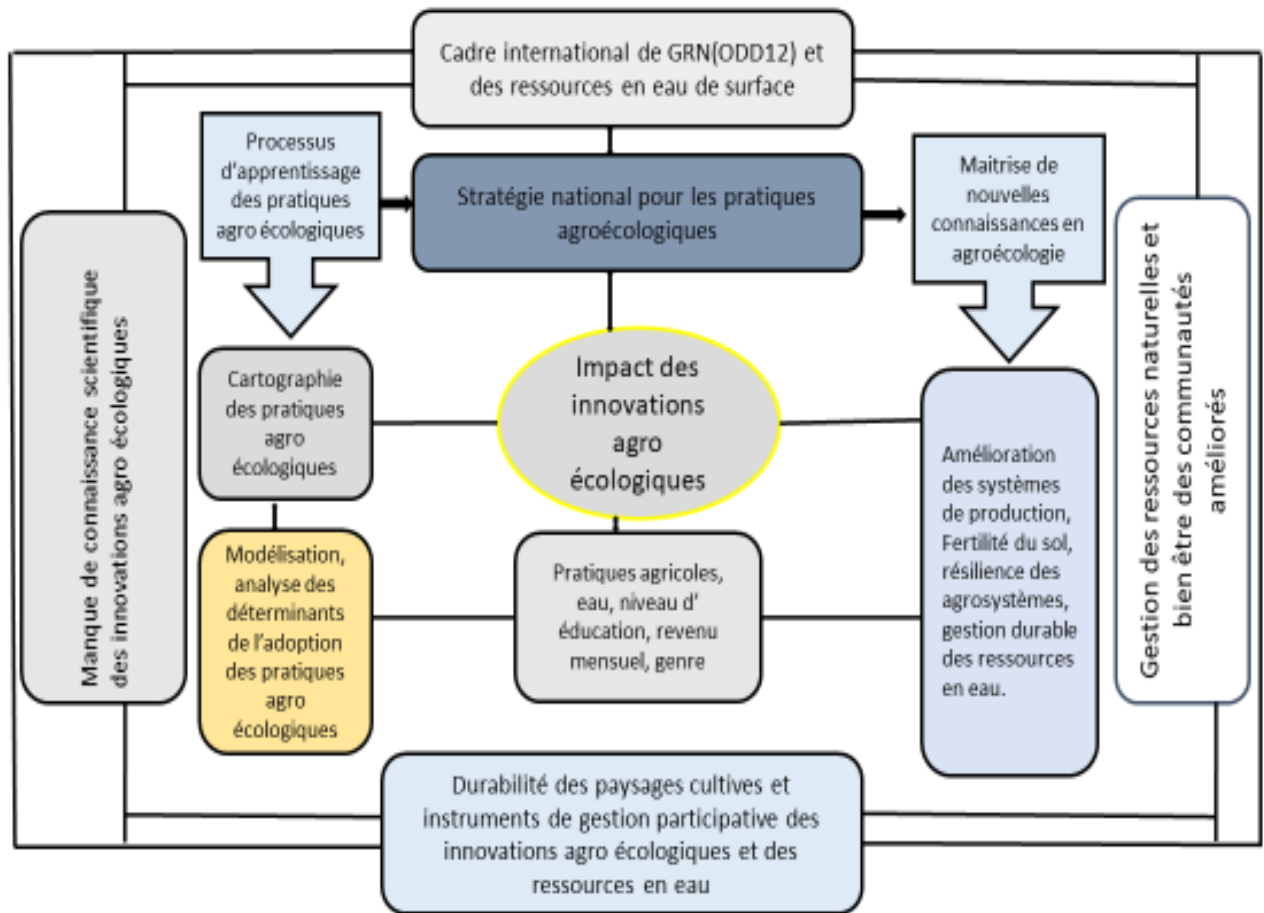 Cadre international de GRN(ODD12) et
des ressources en eau de surface
Processus
d'apprentissage
des pratiques
agro écologiques
Stratégie national pour les pratiques
agroécologiques
Maitrise de
nouvelles
connaissances en
agroécologie
Manque de connaissance scientifique
des innovations agro écologiques
Cartographie
des pratiques
agro
écologiques
Impact des
innovations
agro
écologiques
Amélioration
des systèmes
de production,
Fertilité du sol,
résilience des
agrosystèmes,
gestion durable
des ressources
en eau.
Gestion des ressources naturelles et
bien être des communautés
améliorés
Modélisation,
analyse des
déterminants
de l'adoption
des pratiques
agro
écologiques
Pratiques agricoles,
eau, niveau d'
éducation, revenu
mensuel, genre
Durabilité des paysages cultives et
instruments de gestion participative des
innovations agro écologiques et des
ressources en eau